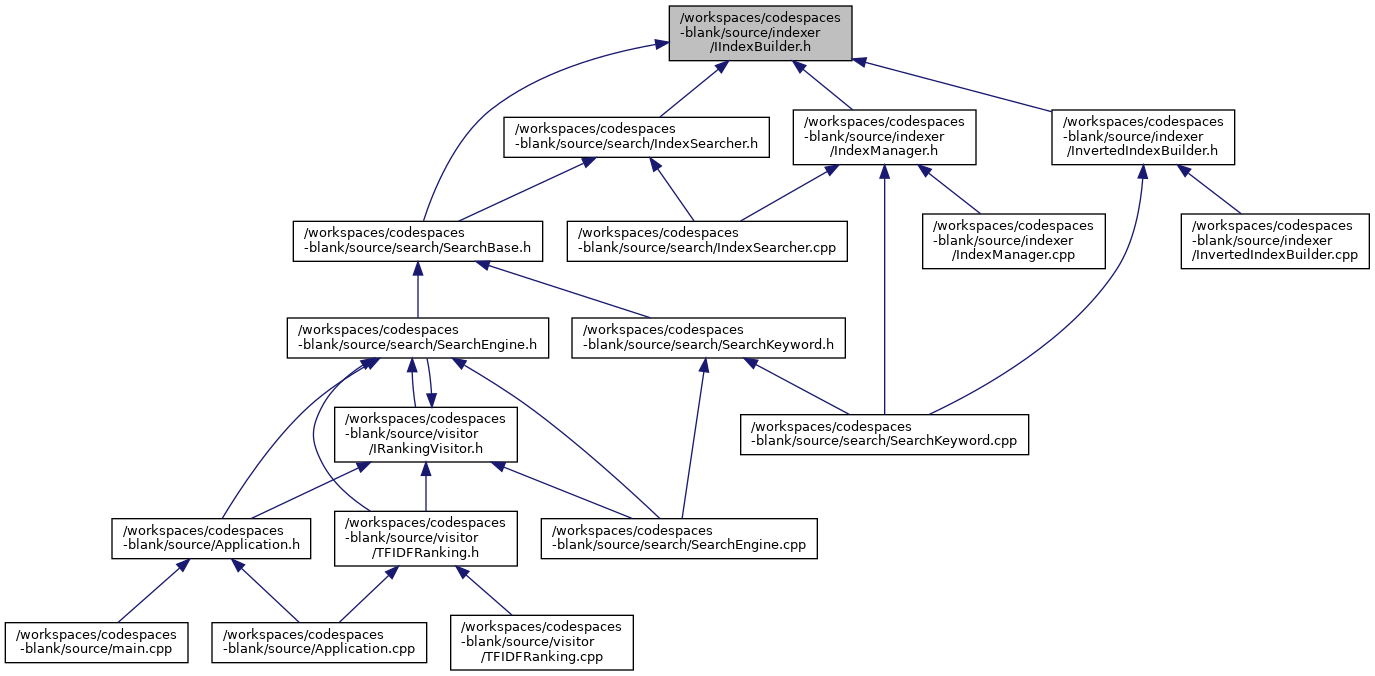 /workspaces/codespaces
-blank/source/indexer
/IIndexBuilder.h
/workspaces/codespaces
-blank/source/search/IndexSearcher.h
/workspaces/codespaces
-blank/source/indexer
/IndexManager.h
/workspaces/codespaces
-blank/source/indexer
/InvertedIndexBuilder.h
/workspaces/codespaces
-blank/source/search/SearchBase.h
/workspaces/codespaces
-blank/source/search/IndexSearcher.cpp
/workspaces/codespaces
-blank/source/indexer
/IndexManager.cpp
/workspaces/codespaces
-blank/source/indexer
/InvertedIndexBuilder.cpp
/workspaces/codespaces
-blank/source/search/SearchEngine.h
/workspaces/codespaces
-blank/source/search/SearchKeyword.h
/workspaces/codespaces
-blank/source/visitor
/IRankingVisitor.h
/workspaces/codespaces
-blank/source/search/SearchKeyword.cpp
/workspaces/codespaces
-blank/source/Application.h
/workspaces/codespaces
-blank/source/visitor
/TFIDFRanking.h
/workspaces/codespaces
-blank/source/search/SearchEngine.cpp
/workspaces/codespaces
-blank/source/main.cpp
/workspaces/codespaces
-blank/source/Application.cpp
/workspaces/codespaces
-blank/source/visitor
/TFIDFRanking.cpp